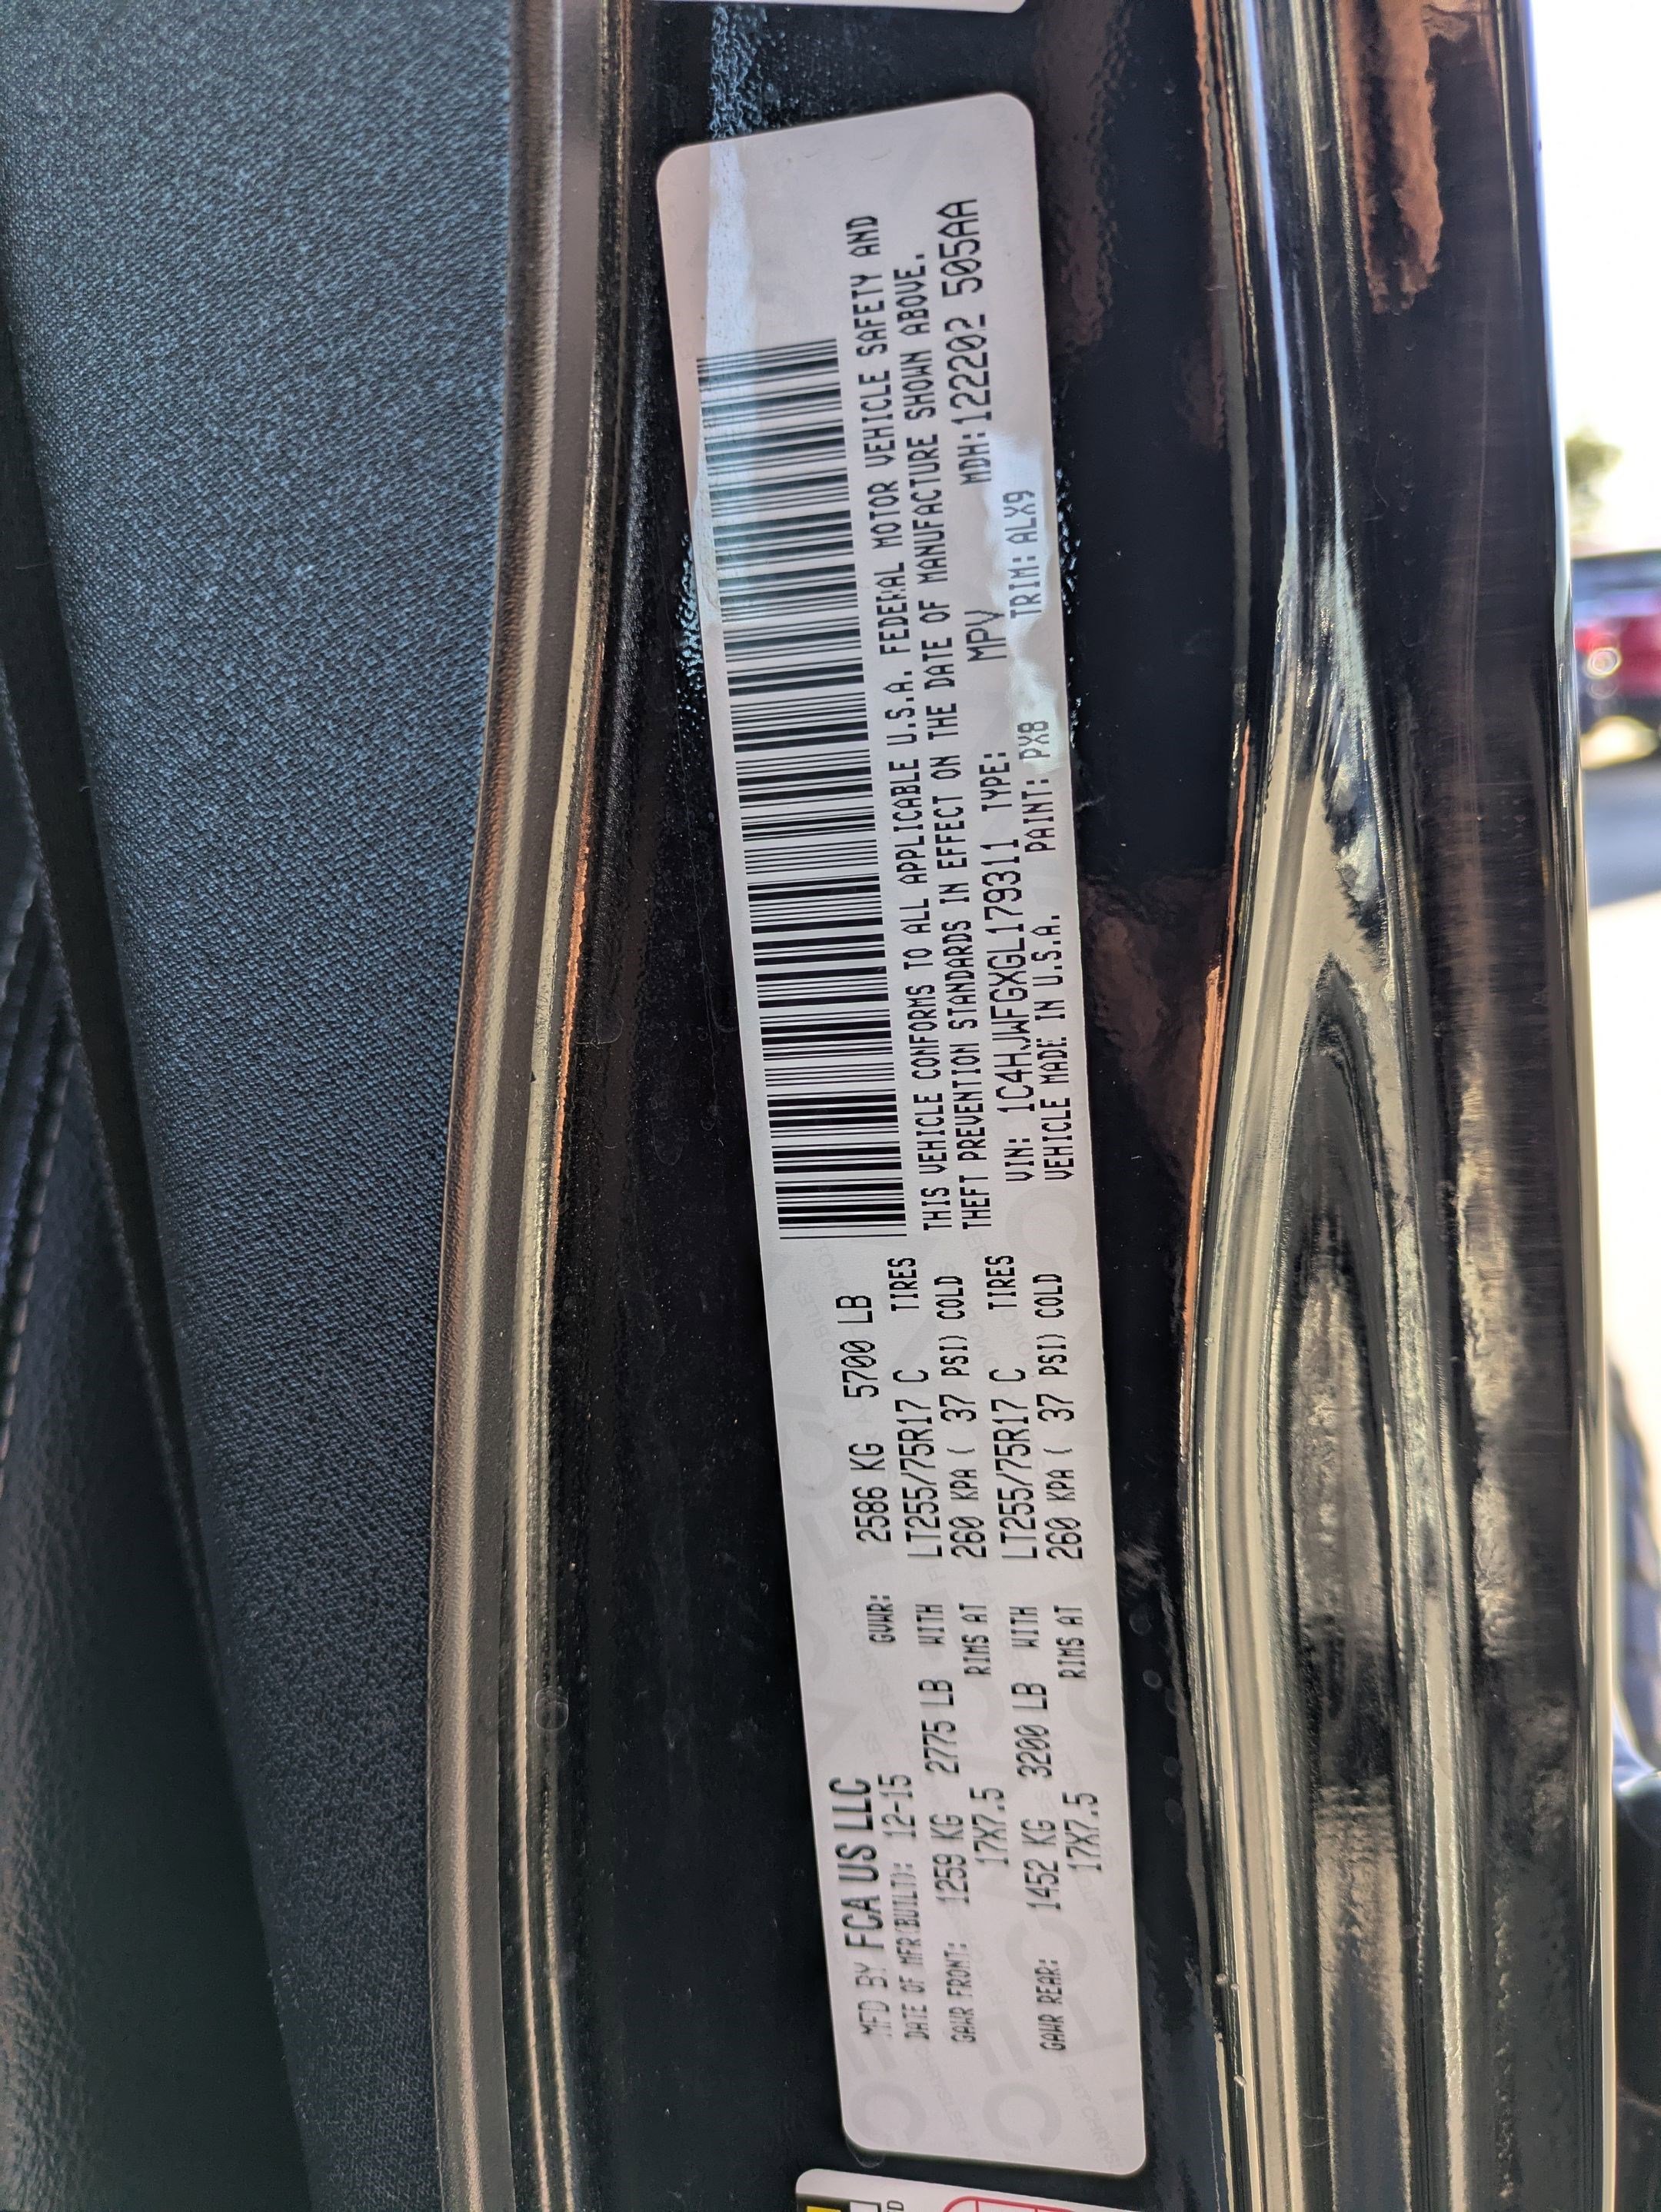 MFD BY FCA US LLC
DATE OF MFR(BUILT): 12-15 GVWR: 2586 KG 5700 LB
GAWR FRONT: 1259 KG 2775 LB WITH LT255/75R17 C TIRES
17X7.5 RIMS AT 260 KPA ( 37 PSI) COLD
GAWR REAR: 1452 KG 3200 LB WITH LT255/75R17 C TIRES
17X7.5 RIMS AT 260 KPA ( 37 PSI) COLD
THIS VEHICLE CONFORMS TO ALL APPLICABLE U.S.A. FEDERAL MOTOR VEHICLE SAFETY AND
THEFT PREVENTION STANDARDS IN EFFECT ON THE DATE OF MANUFACTURE SHOWN ABOVE.
VIN: 1C4HJWFGXGL179311 TYPE: MPV MDH:122202 505AA
VEHICLE MADE IN U.S.A. PAINT: PX8 TRIM: ALX9